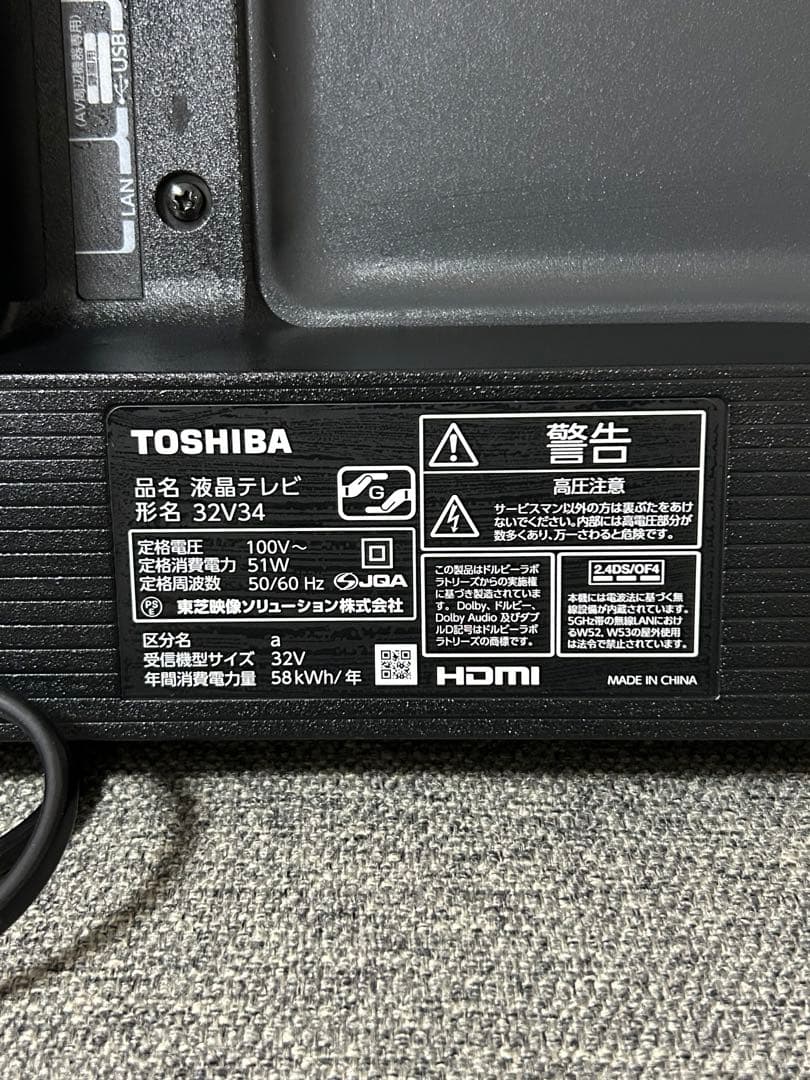 (AV周辺機器専用)
録画用
USB
LAN
TOSHIBA
品名 液晶テレビ
形名 32V34
G
定格電圧 100V～
定格消費電力 51W
定格周波数 50/60 Hz JQA
PS E 東芝映像ソリューション株式会社
区分名 a
受信機型サイズ 32V
年間消費電力量 58kWh/年
警告
高圧注意
サービスマン以外の方は裏ぶたをあけ
ないでください。内部には高電圧部分が
数多くあり、万一さわると危険です。
この製品はドルビーラボ
ラトリーズからの実施権
に基づき製造されていま
す。Dolby、ドルビー、
Dolby Audio 及びダブ
ルD記号はドルビーラボ
ラトリーズの商標です。
2.4DS/OF4
本機には電波法に基づく無
線設備が内蔵されています。
5GHz帯の無線LANにおけ
るW52, W53の屋外使用
は法令で禁止されています。
HDMI
MADE IN CHINA